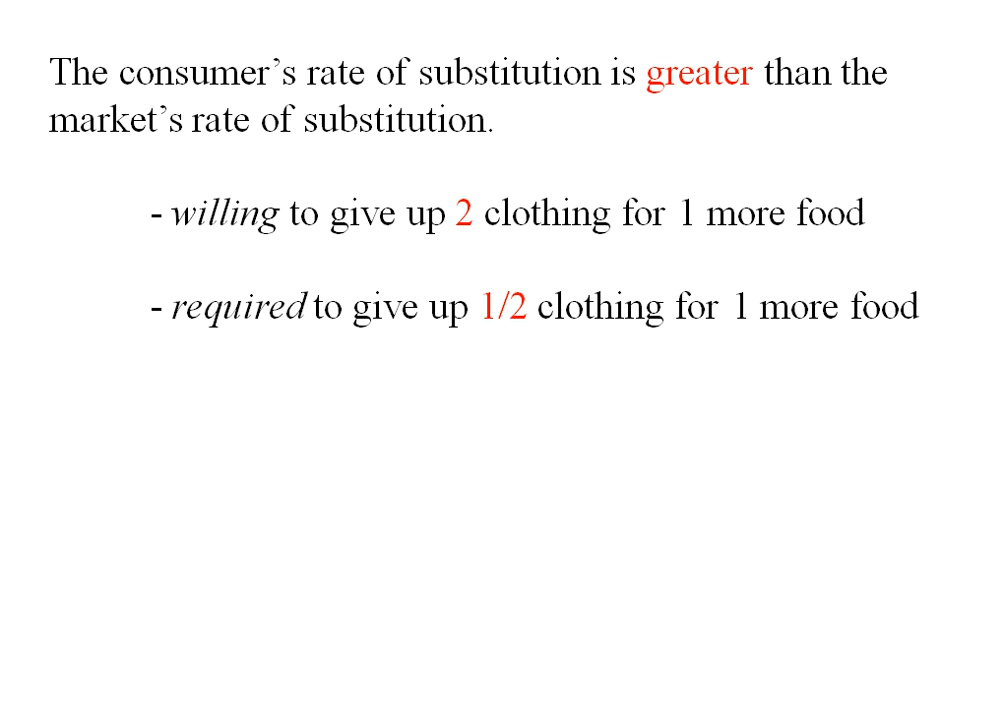 The consumer’s rate of substitution is greater than the
market’s rate of substitution.
- willing to give up 2 clothing for 1 more food
- required to give up 1/2 clothing for 1 more food